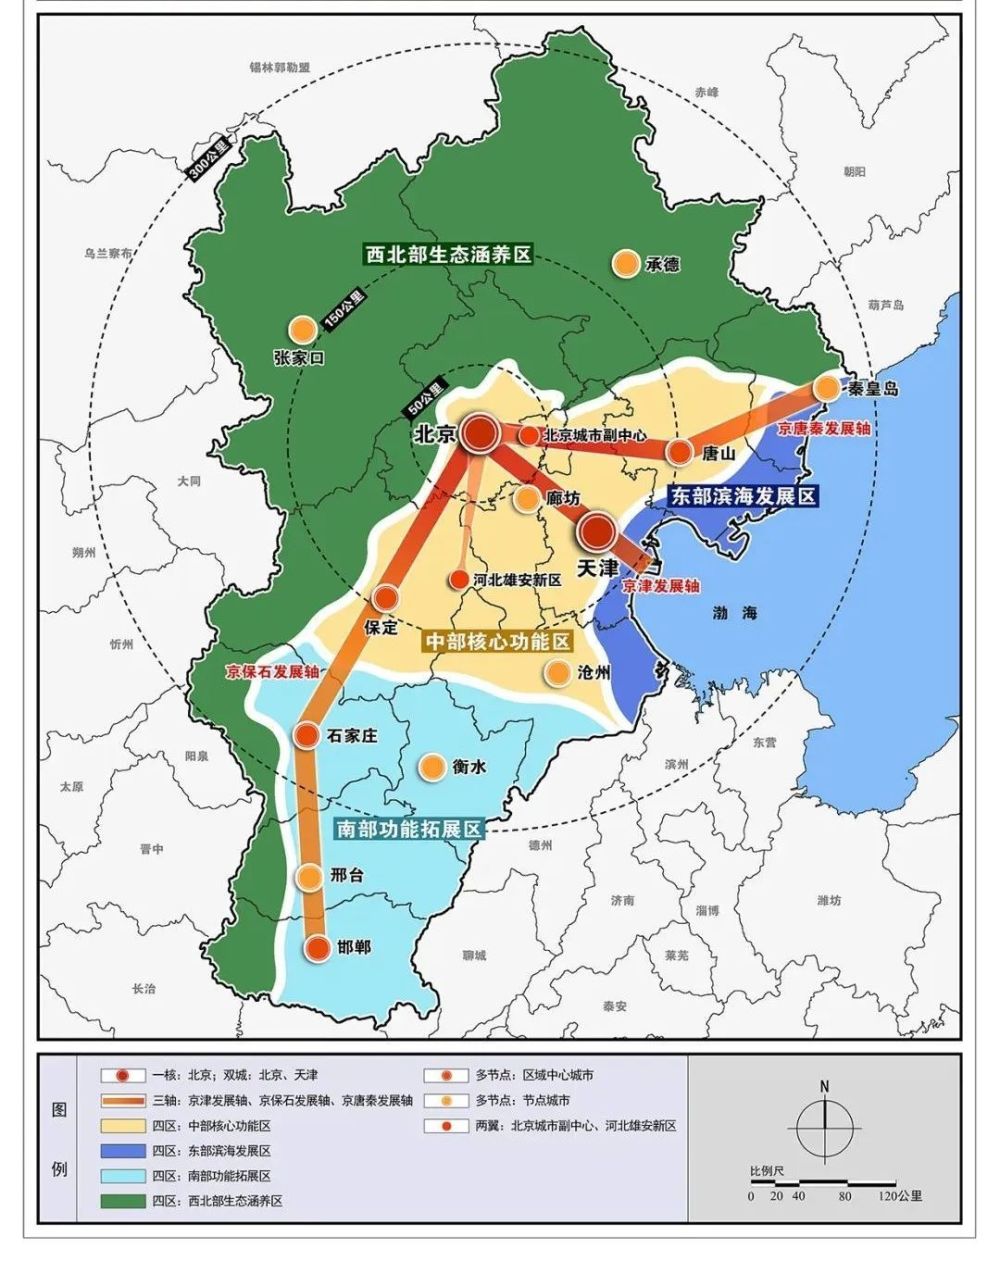 锡林郭勒盟
赤峰
300公里
朝阳
乌兰察布
西北部生态涵养区
承德
150公里
葫芦岛
张家口
50公里
秦皇岛
北京
北京城市副中心
京唐秦发展轴
唐山
大同
廊坊
东部滨海发展区
朔州
天津
河北雄安新区
京津发展轴
渤海
保定
忻州
中部核心功能区
京保石发展轴
沧州
石家庄
东营
阳泉
衡水
滨州
太原
南部功能拓展区
晋中
德州
邢台
济南
淄博
潍坊
邯郸
聊城
莱芜
长治
泰安
图例
一核：北京；双城：北京、天津
三轴：京津发展轴、京保石发展轴、京唐秦发展轴
四区：中部核心功能区
四区：东部滨海发展区
四区：南部功能拓展区
四区：西北部生态涵养区
多节点：区域中心城市
多节点：节点城市
两翼：北京城市副中心、河北雄安新区
N
比例尺
0 20 40 80 120公里